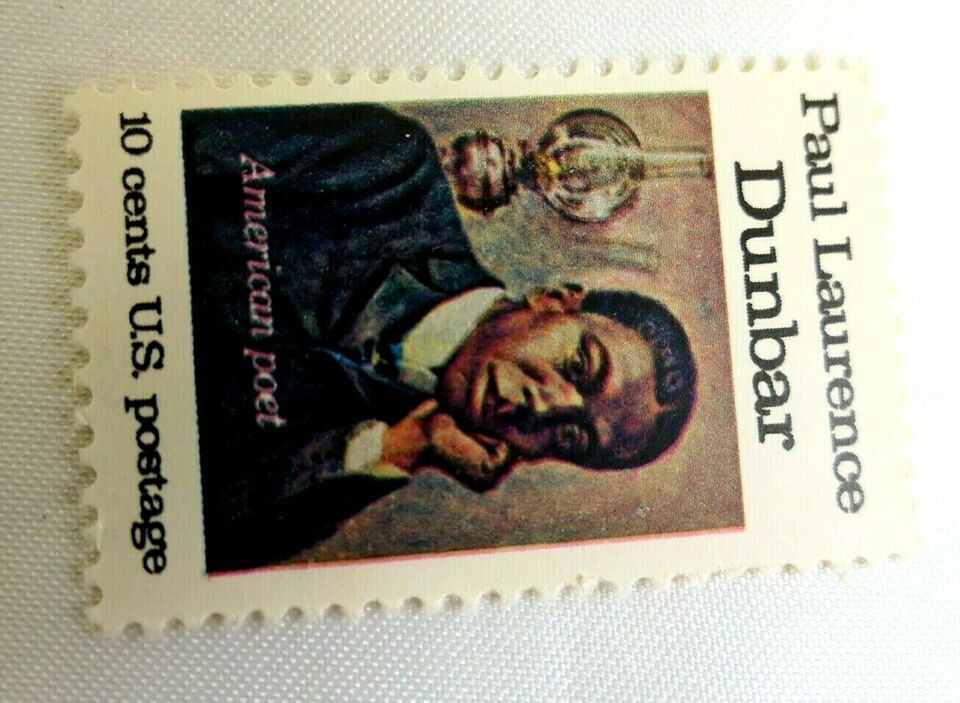 Paul Laurence
Dunbar
American poet
10 cents U.S. postage